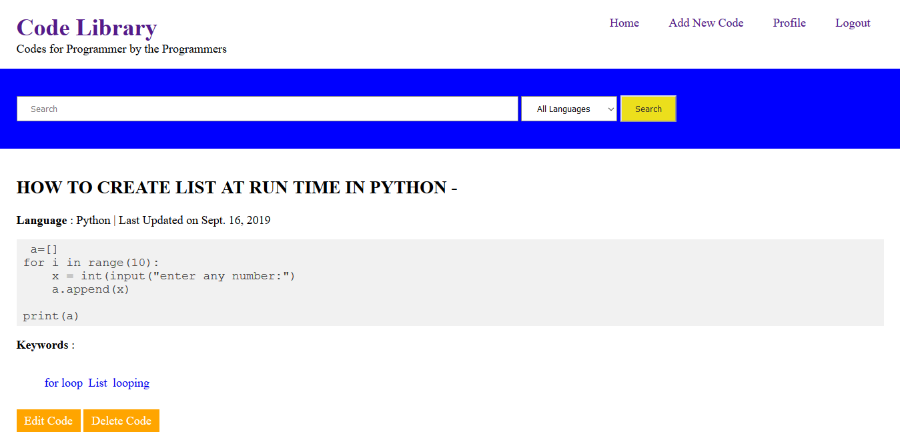 Code Library
Codes for Programmer by the Programmers
Home Add New Code Profile Logout
Search All Languages Search
HOW TO CREATE LIST AT RUN TIME IN PYTHON -
Language : Python | Last Updated on Sept. 16, 2019
a=[]
for i in range(10):
    x = int(input("enter any number:")
    a.append(x)
print(a)
Keywords :
for loop List looping
Edit Code Delete Code